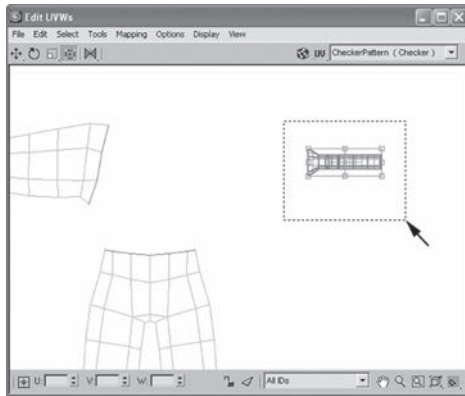 Edit UVWs
File Edit Select Tools Mapping Options Display View
UV CheckerPattern ( Checker )
U: V: W: All IDs